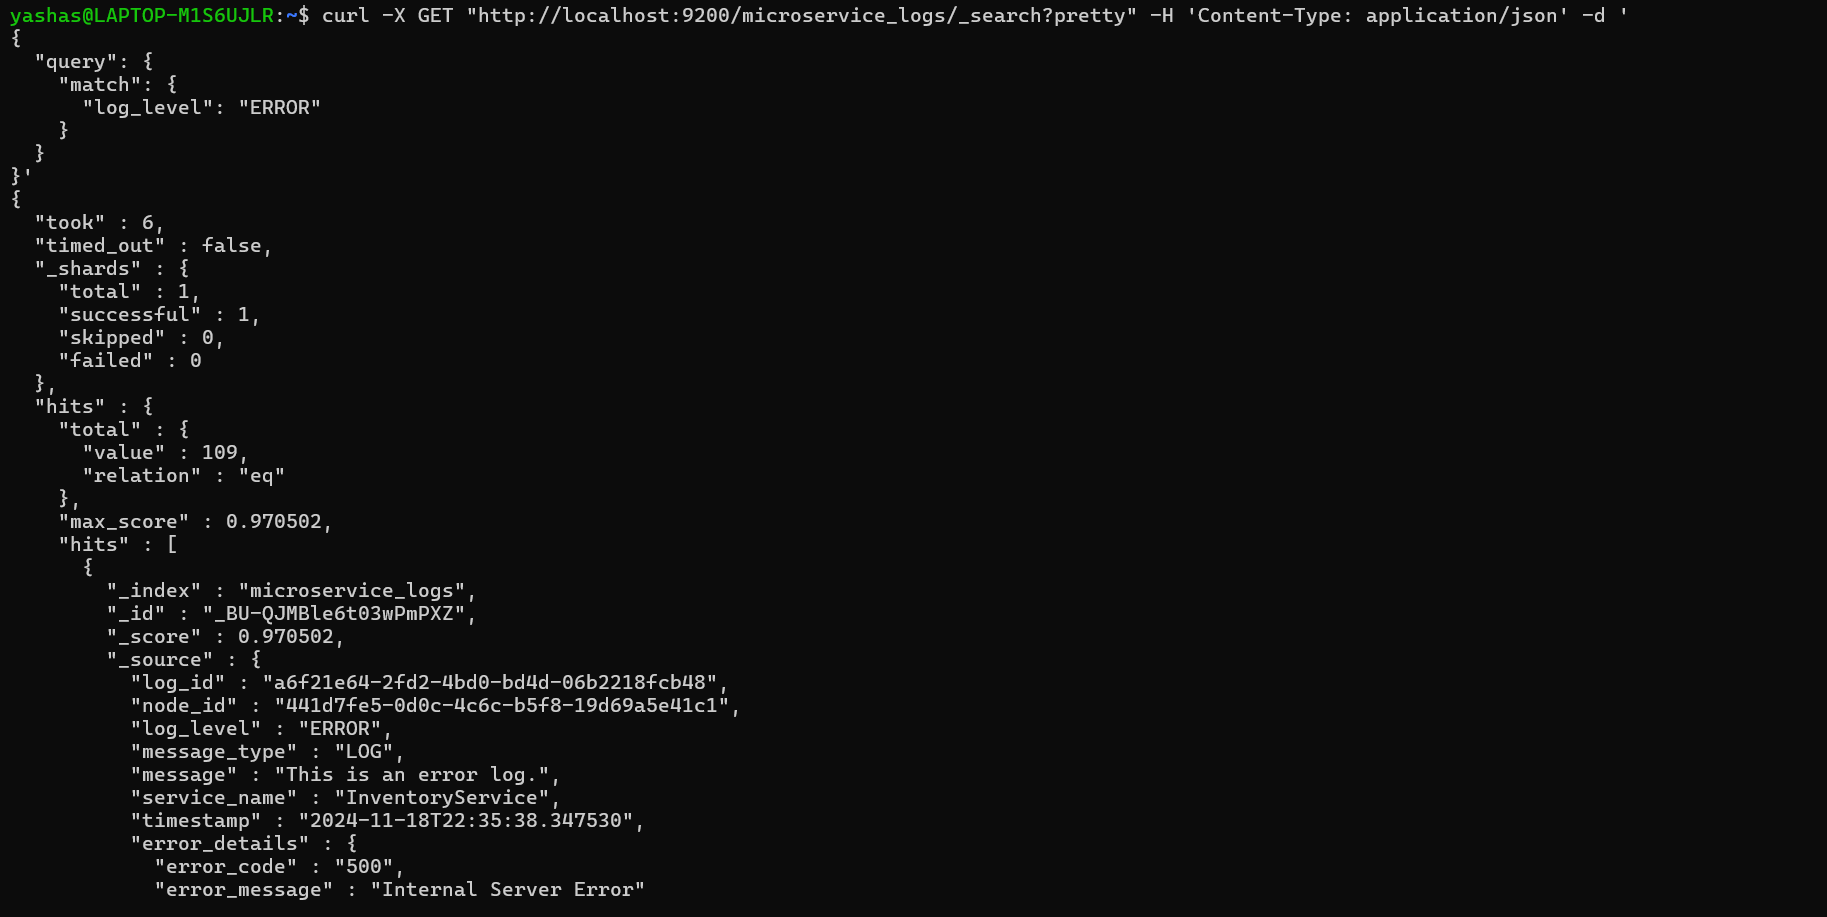 yashas@LAPTOP-M1S6UJLR:~$ curl -X GET "http://localhost:9200/microservice_logs/_search?pretty" -H 'Content-Type: application/json' -d '
{
  "query": {
    "match": {
      "log_level": "ERROR"
    }
  }
}'
{
  "took" : 6,
  "timed_out" : false,
  "_shards" : {
    "total" : 1,
    "successful" : 1,
    "skipped" : 0,
    "failed" : 0
  },
  "hits" : {
    "total" : {
      "value" : 109,
      "relation" : "eq"
    },
    "max_score" : 0.970502,
    "hits" : [
      {
        "_index" : "microservice_logs",
        "_id" : "_BU-QJMBle6t03wPmPXZ",
        "_score" : 0.970502,
        "_source" : {
          "log_id" : "a6f21e64-2fd2-4bd0-bd4d-06b2218fcb48",
          "node_id" : "441d7fe5-0d0c-4c6c-b5f8-19d69a5e41c1",
          "log_level" : "ERROR",
          "message_type" : "LOG",
          "message" : "This is an error log.",
          "service_name" : "InventoryService",
          "timestamp" : "2024-11-18T22:35:38.347530",
          "error_details" : {
            "error_code" : "500",
            "error_message" : "Internal Server Error"